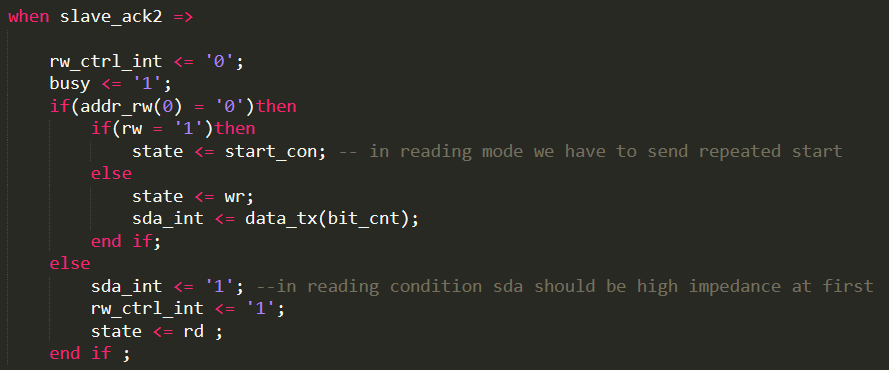 when slave_ack2 =>
rw_ctrl_int <= '0';
busy <= '1';
if(addr_rw(0) = '0')then
if(rw = '1')then
state <= start_con; -- in reading mode we have to send repeated start
else
state <= wr;
sda_int <= data_tx(bit_cnt);
end if;
else
sda_int <= '1'; --in reading condition sda should be high impedance at first
rw_ctrl_int <= '1';
state <= rd ;
end if ;